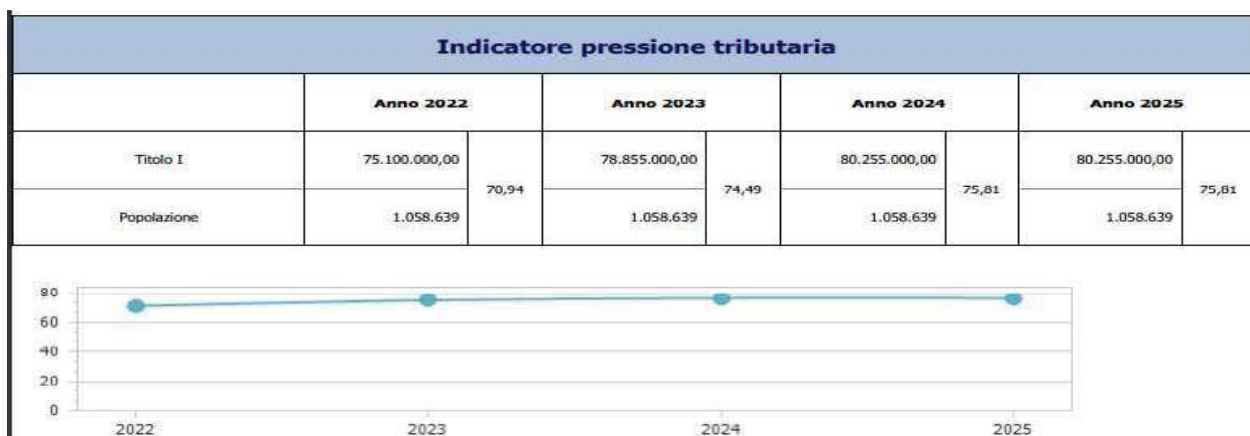 Indicatore pressione tributaria
Anno 2022 Anno 2023 Anno 2024 Anno 2025
Titolo I 75.100.000,00 78.855.000,00 80.255.000,00 80.255.000,00
70,94 74,49 75,81 75,81
Popolazione 1.058.639 1.058.639 1.058.639 1.058.639
80
60
40
20
0
2022 2023 2024 2025